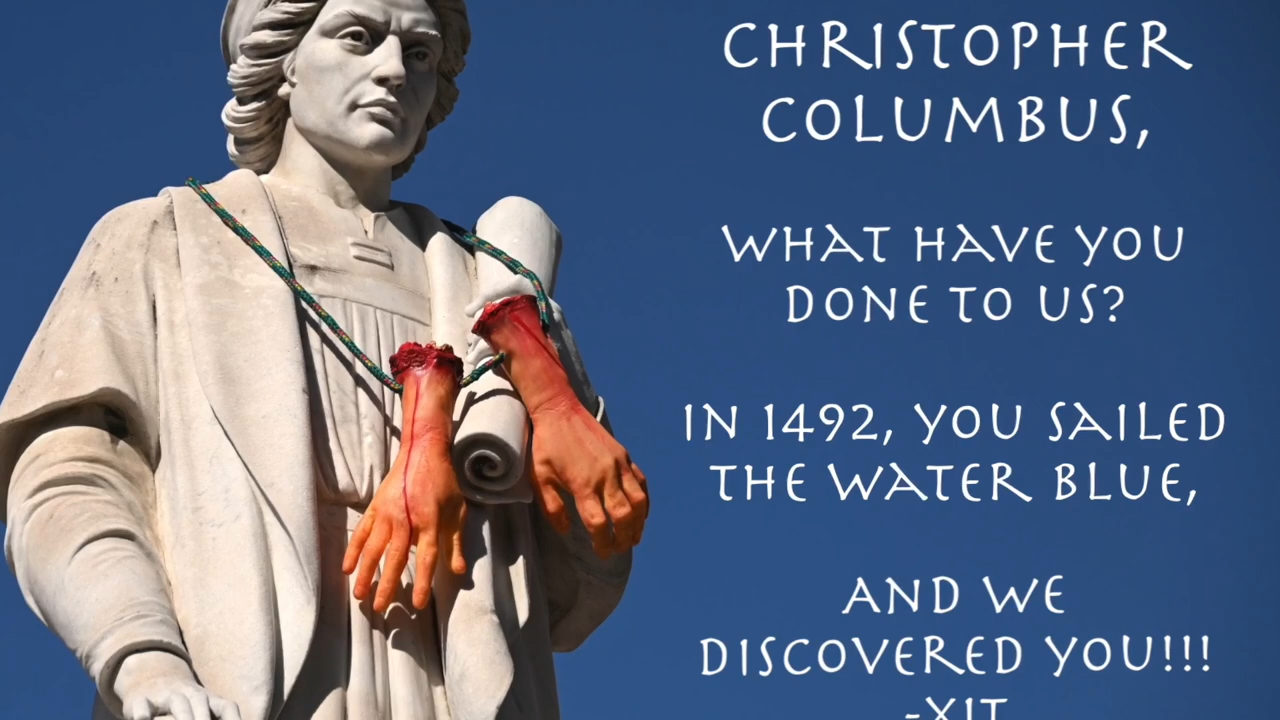 CHRISTOPHER
COLUMBUS,
WHAT HAVE YOU
DONE TO US?
IN 1492, YOU SAILED
THE WATER BLUE,
AND WE
DISCOVERED YOU!!!
-XIT